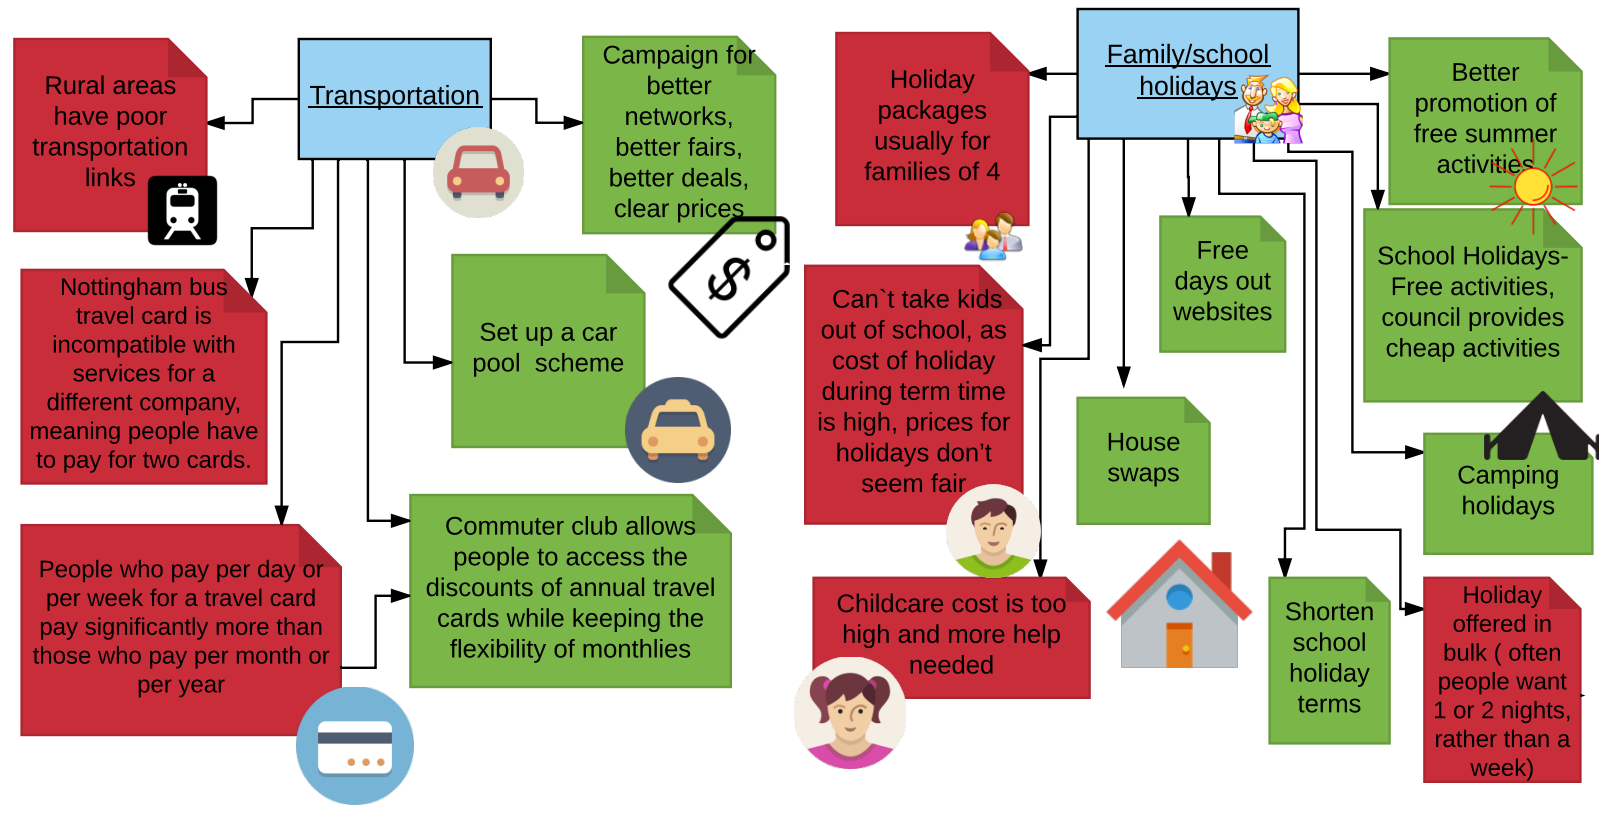 Transportation
Rural areas
have poor
transportation
links
Campaign for
better
networks,
better fairs,
better deals,
clear prices
$
Nottingham bus
travel card is
incompatible with
services for a
different company,
meaning people have
to pay for two cards.
Set up a car
pool  scheme
People who pay per day or
per week for a travel card
pay significantly more than
those who pay per month or
per year
Commuter club allows
people to access the
discounts of annual travel
cards while keeping the
flexibility of monthlies
Family/school
holidays
Holiday
packages
usually for
families of 4
Better
promotion of
free summer
activities
Can`t take kids
out of school, as
cost of holiday
during term time
is high, prices for
holidays don’t
seem fair
Free
days out
websites
School Holidays-
Free activities,
council provides
cheap activities
House
swaps
Camping
holidays
Childcare cost is too
high and more help
needed
Shorten
school
holiday
terms
Holiday
offered in
bulk ( often
people want
1 or 2 nights,
rather than a
week)